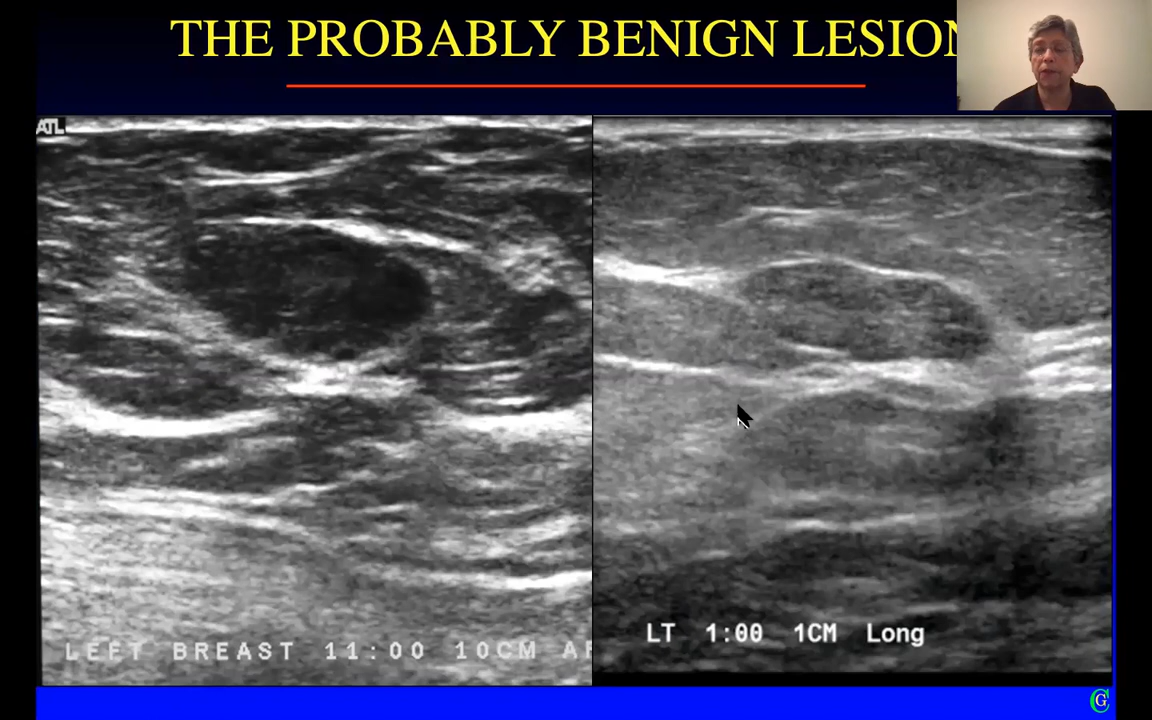 THE PROBABLY BENIGN LESION
ATL
LEFT BREAST 11:00 10CM
LT 1:00 1CM Long
G